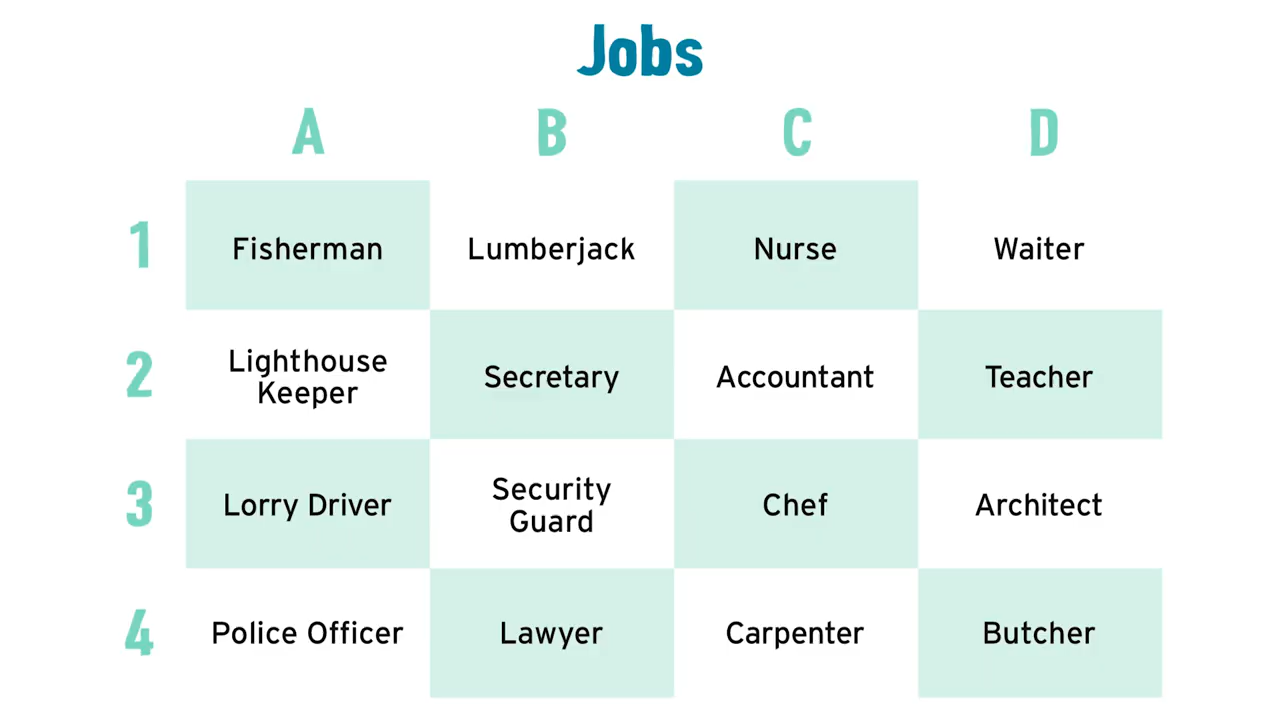 Jobs
A B C D
1 Fisherman Lumberjack Nurse Waiter
2 Lighthouse Keeper Secretary Accountant Teacher
3 Lorry Driver Security Guard Chef Architect
4 Police Officer Lawyer Carpenter Butcher